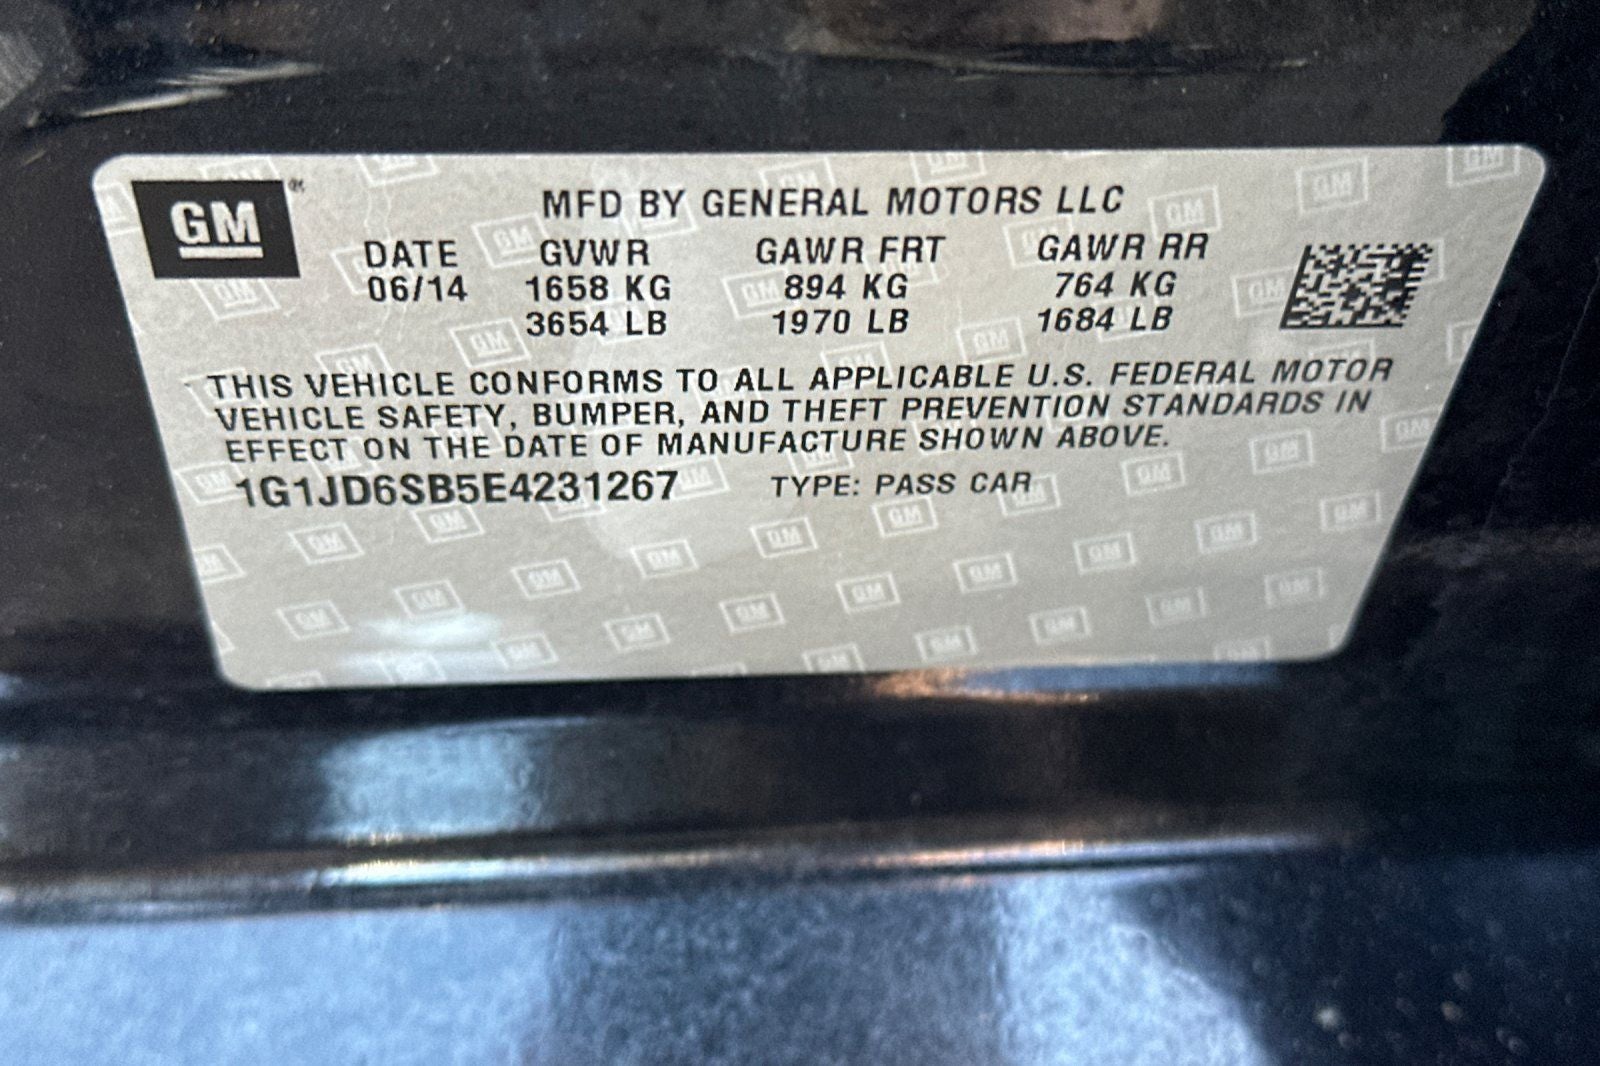 GM ®
MFD BY GENERAL MOTORS LLC
DATE GVWR GAWR FRT GAWR RR
06/14 1658 KG 894 KG 764 KG
3654 LB 1970 LB 1684 LB
THIS VEHICLE CONFORMS TO ALL APPLICABLE U.S. FEDERAL MOTOR
VEHICLE SAFETY, BUMPER, AND THEFT PREVENTION STANDARDS IN
EFFECT ON THE DATE OF MANUFACTURE SHOWN ABOVE.
1G1JD6SB5E4231267 TYPE: PASS CAR